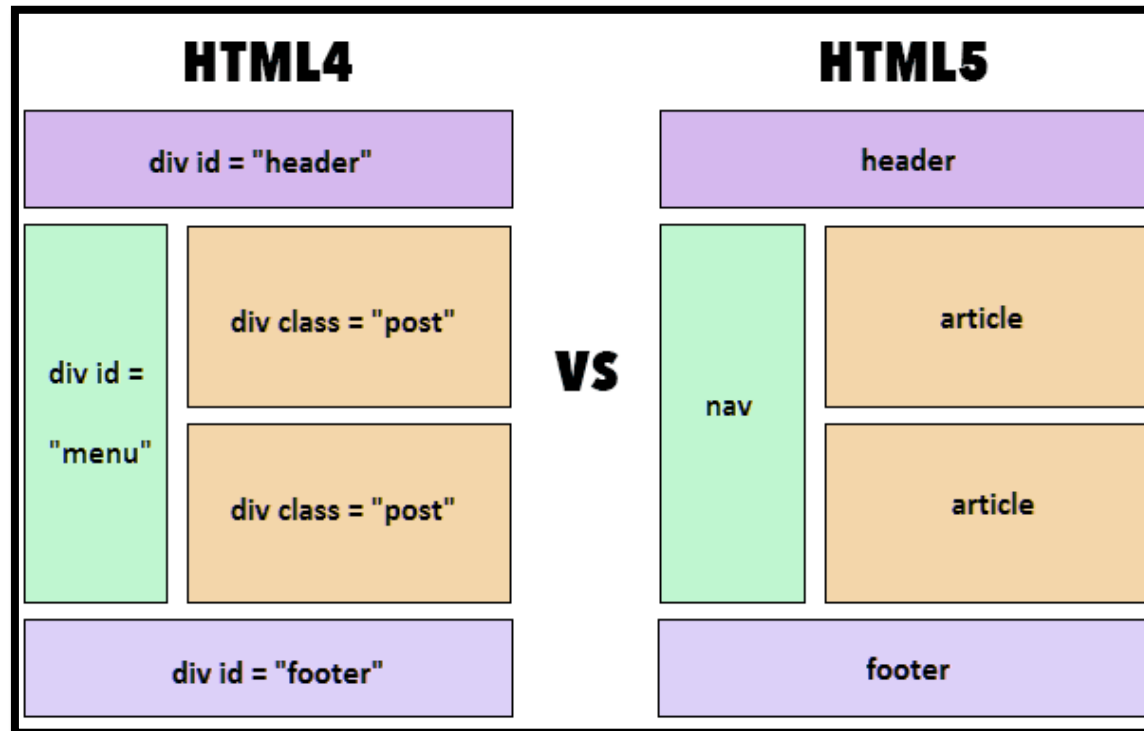 HTML4
div id = "header"
div id =
"menu"
div class = "post"
div class = "post"
div id = "footer"
VS
HTML5
header
nav
article
article
footer